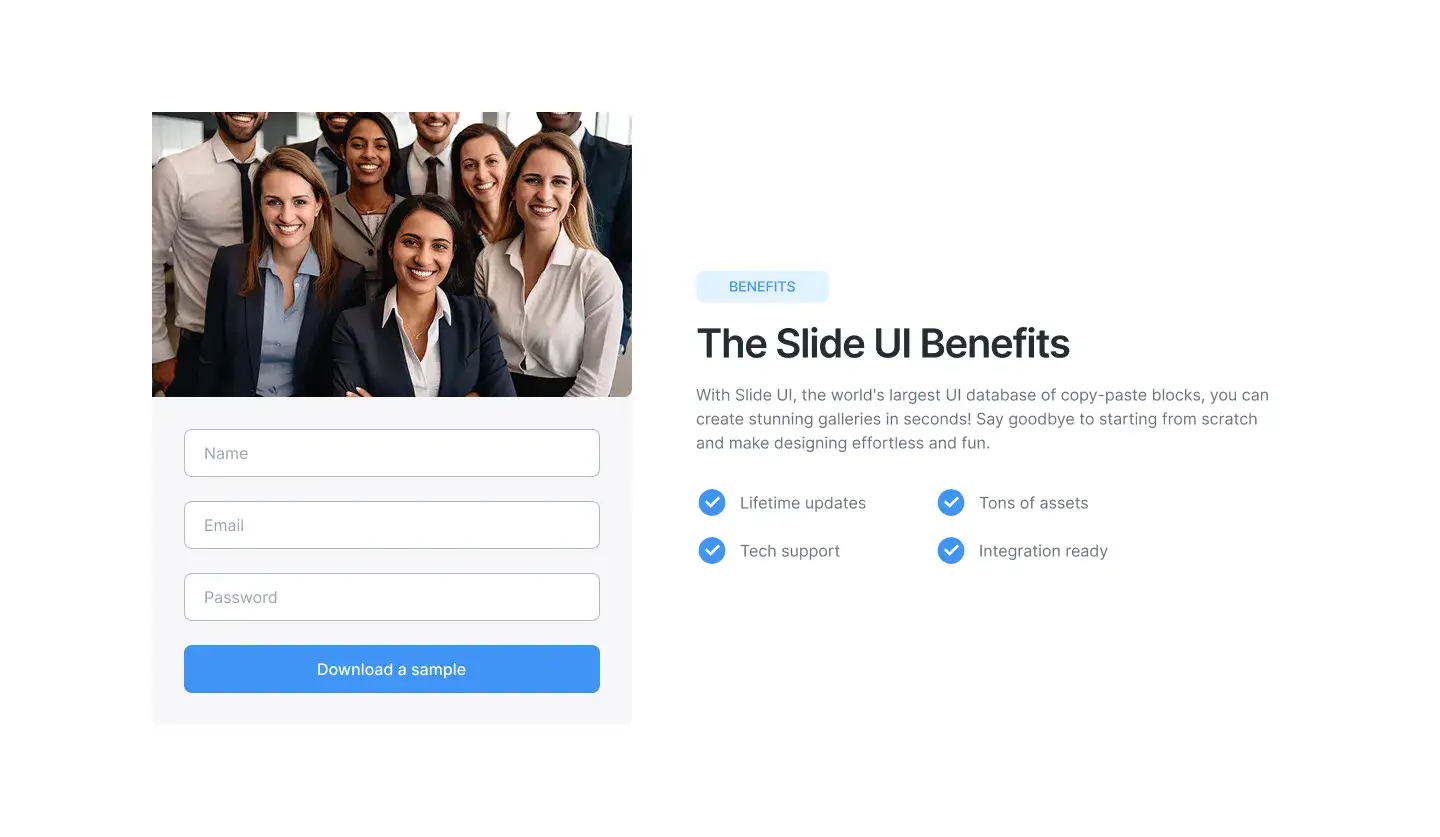 Name
Email
Password
Download a sample
BENEFITS
The Slide UI Benefits
With Slide UI, the world's largest UI database of copy-paste blocks, you can
create stunning galleries in seconds! Say goodbye to starting from scratch
and make designing effortless and fun.
Lifetime updates
Tons of assets
Tech support
Integration ready